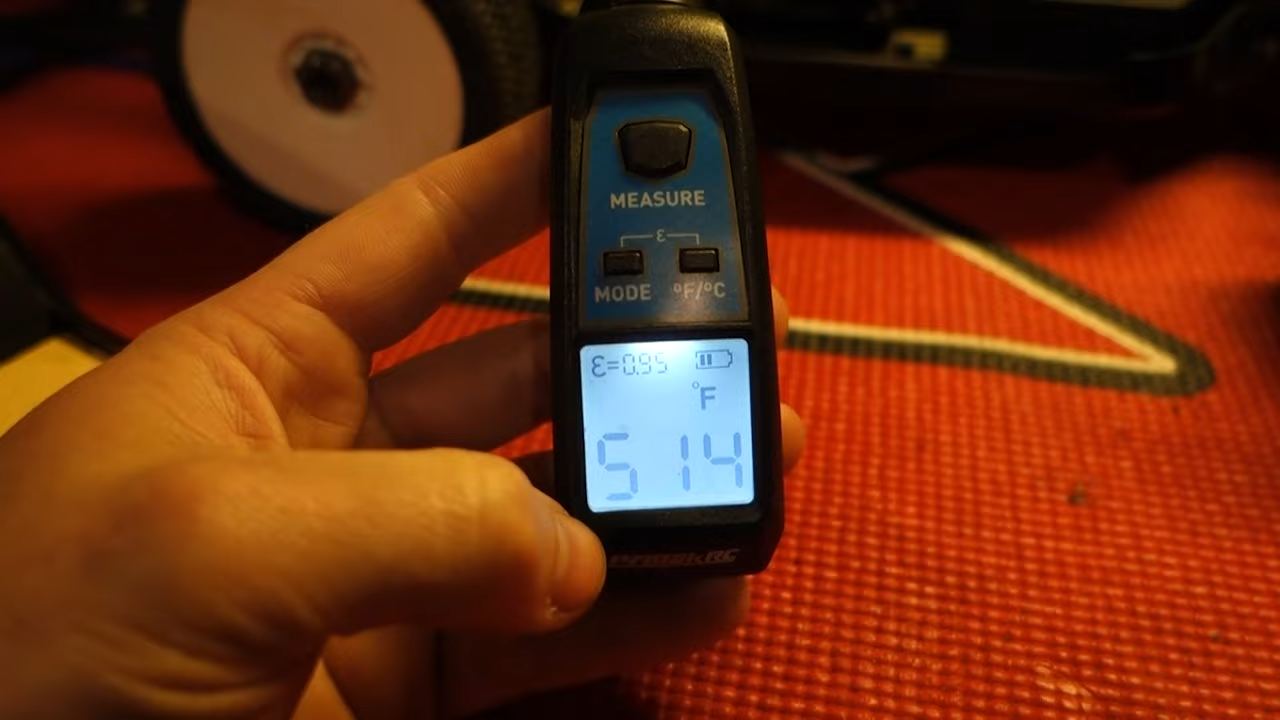 MEASURE
ε
MODE °F/°C
ε=0.95
°F
514